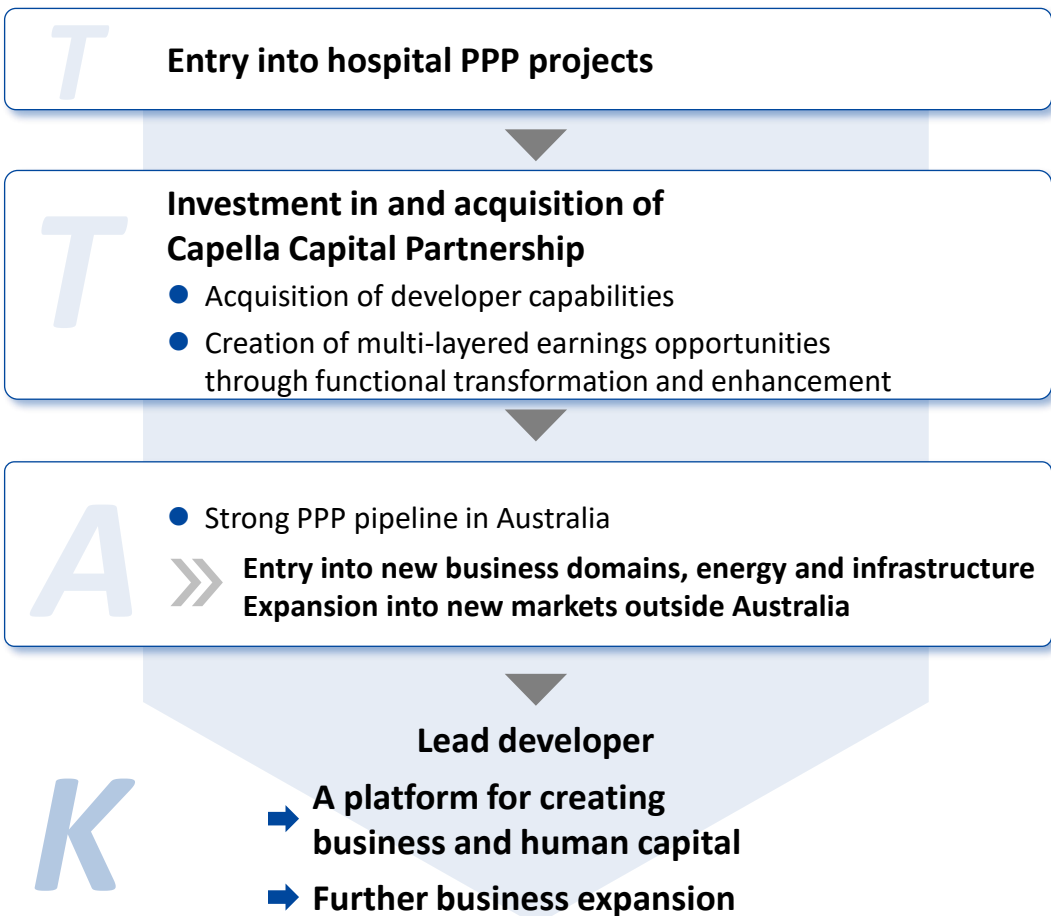 T
Entry into hospital PPP projects
T
Investment in and acquisition of
Capella Capital Partnership
Acquisition of developer capabilities
Creation of multi-layered earnings opportunities
through functional transformation and enhancement
A
Strong PPP pipeline in Australia
Entry into new business domains, energy and infrastructure
Expansion into new markets outside Australia
K
Lead developer
A platform for creating
business and human capital
Further business expansion